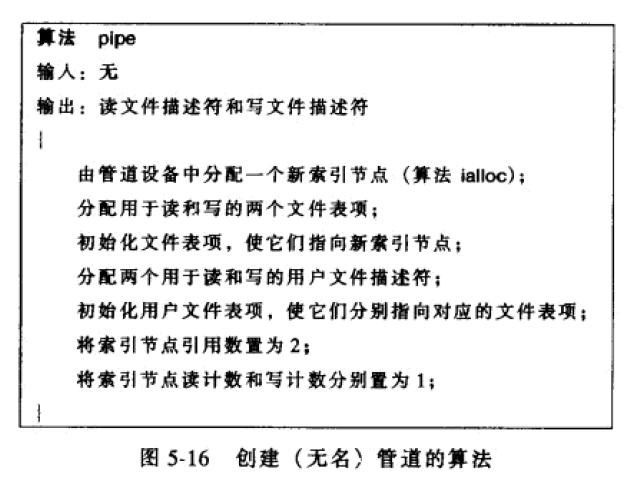 算法 pipe
输人：无
输出：读文件描述符和写文件描述符
{
由管道设备中分配一个新索引节点（算法 ialloc）；
分配用于读和写的两个文件表项；
初始化文件表项，使它们指向新索引节点；
分配两个用于读和写的用户文件描述符；
初始化用户文件表项，使它们分别指向对应的文件表项；
将索引节点引用数置为 2；
将索引节点读计数和写计数分别置为 1；
}
图 5-16 创建（无名）管道的算法